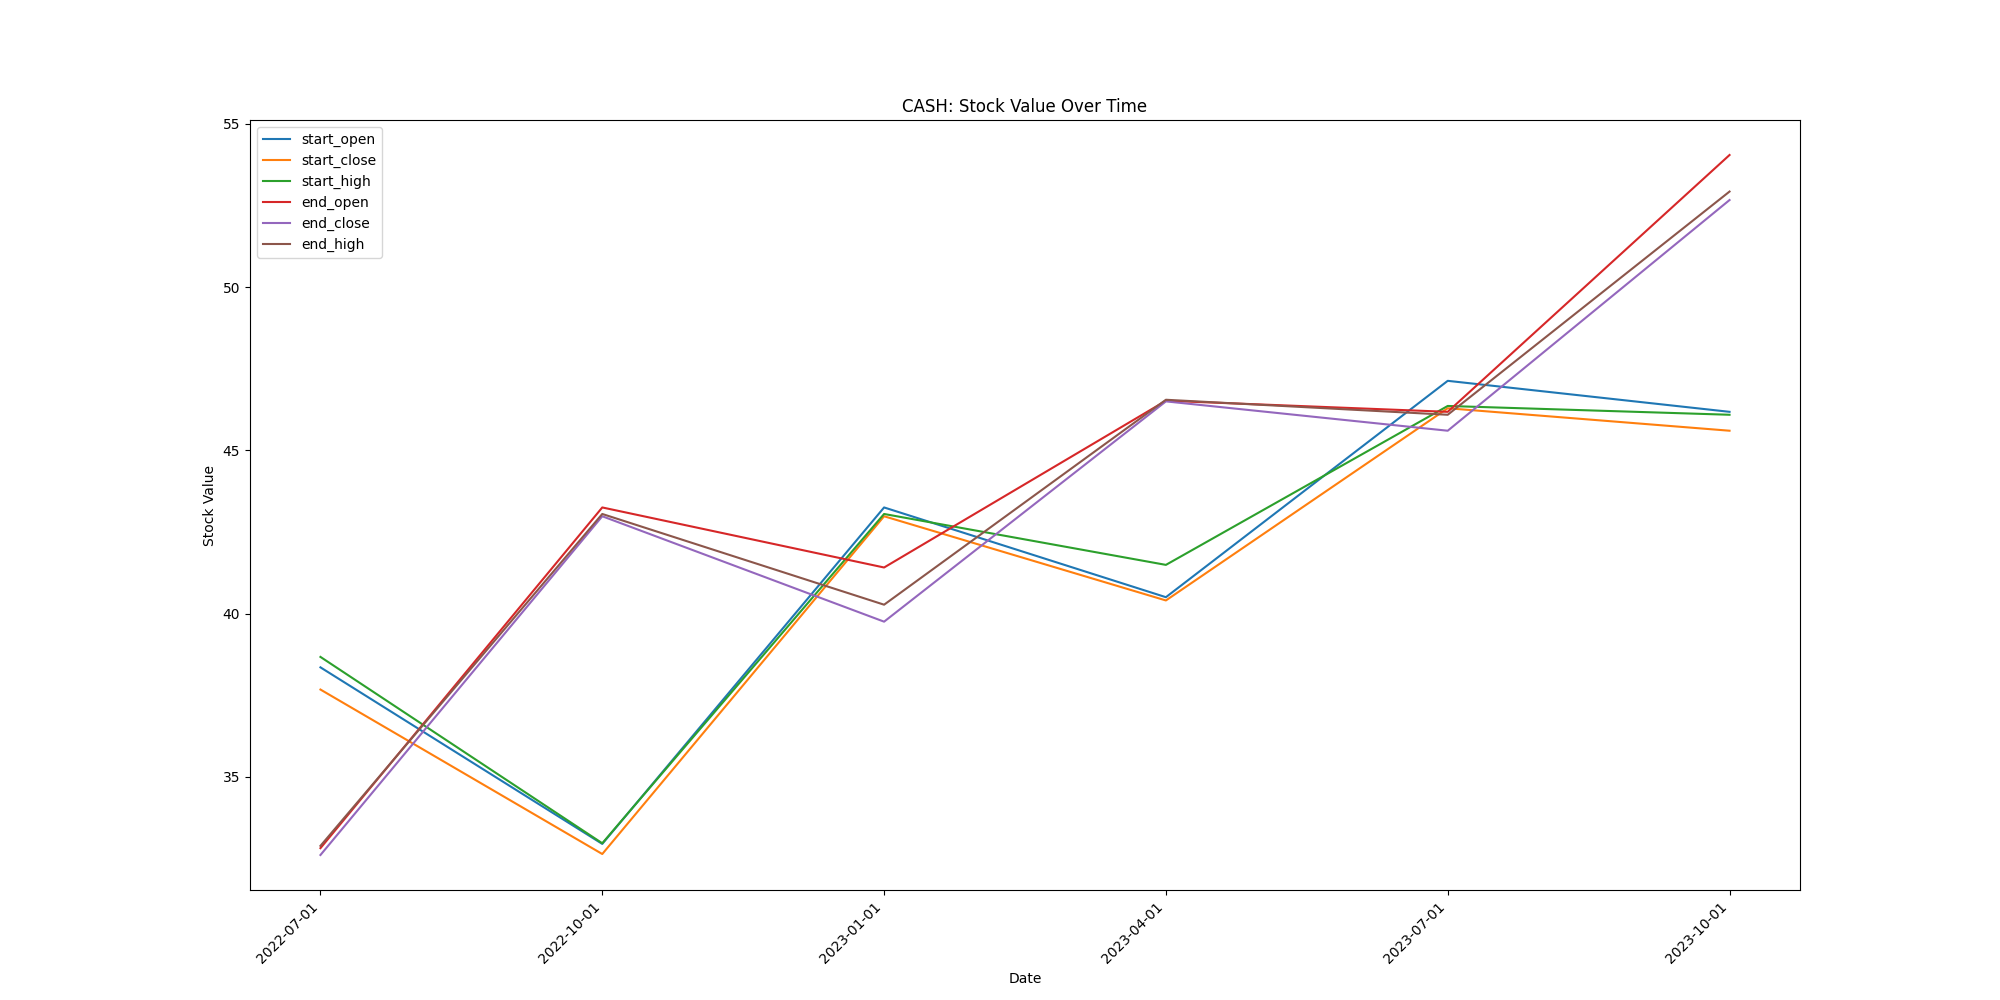 CASH: Stock Value Over Time
start_open
start_close
start_high
end_open
end_close
end_high
55
50
45
40
35
Stock Value
2022-07-01
2022-10-01
2023-01-01
2023-04-01
2023-07-01
2023-10-01
Date